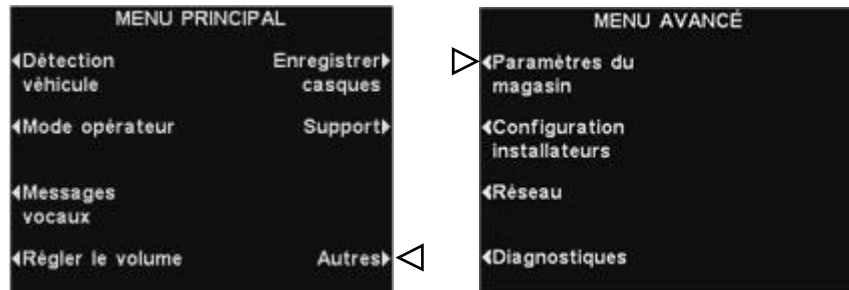 MENU PRINCIPAL
Détection
véhicule
Enregistrer
casques
Mode opérateur
Support
Messages
vocaux
Régler le volume
Autres
MENU AVANCÉ
Paramètres du
magasin
Configuration
installateurs
Réseau
Diagnostiques